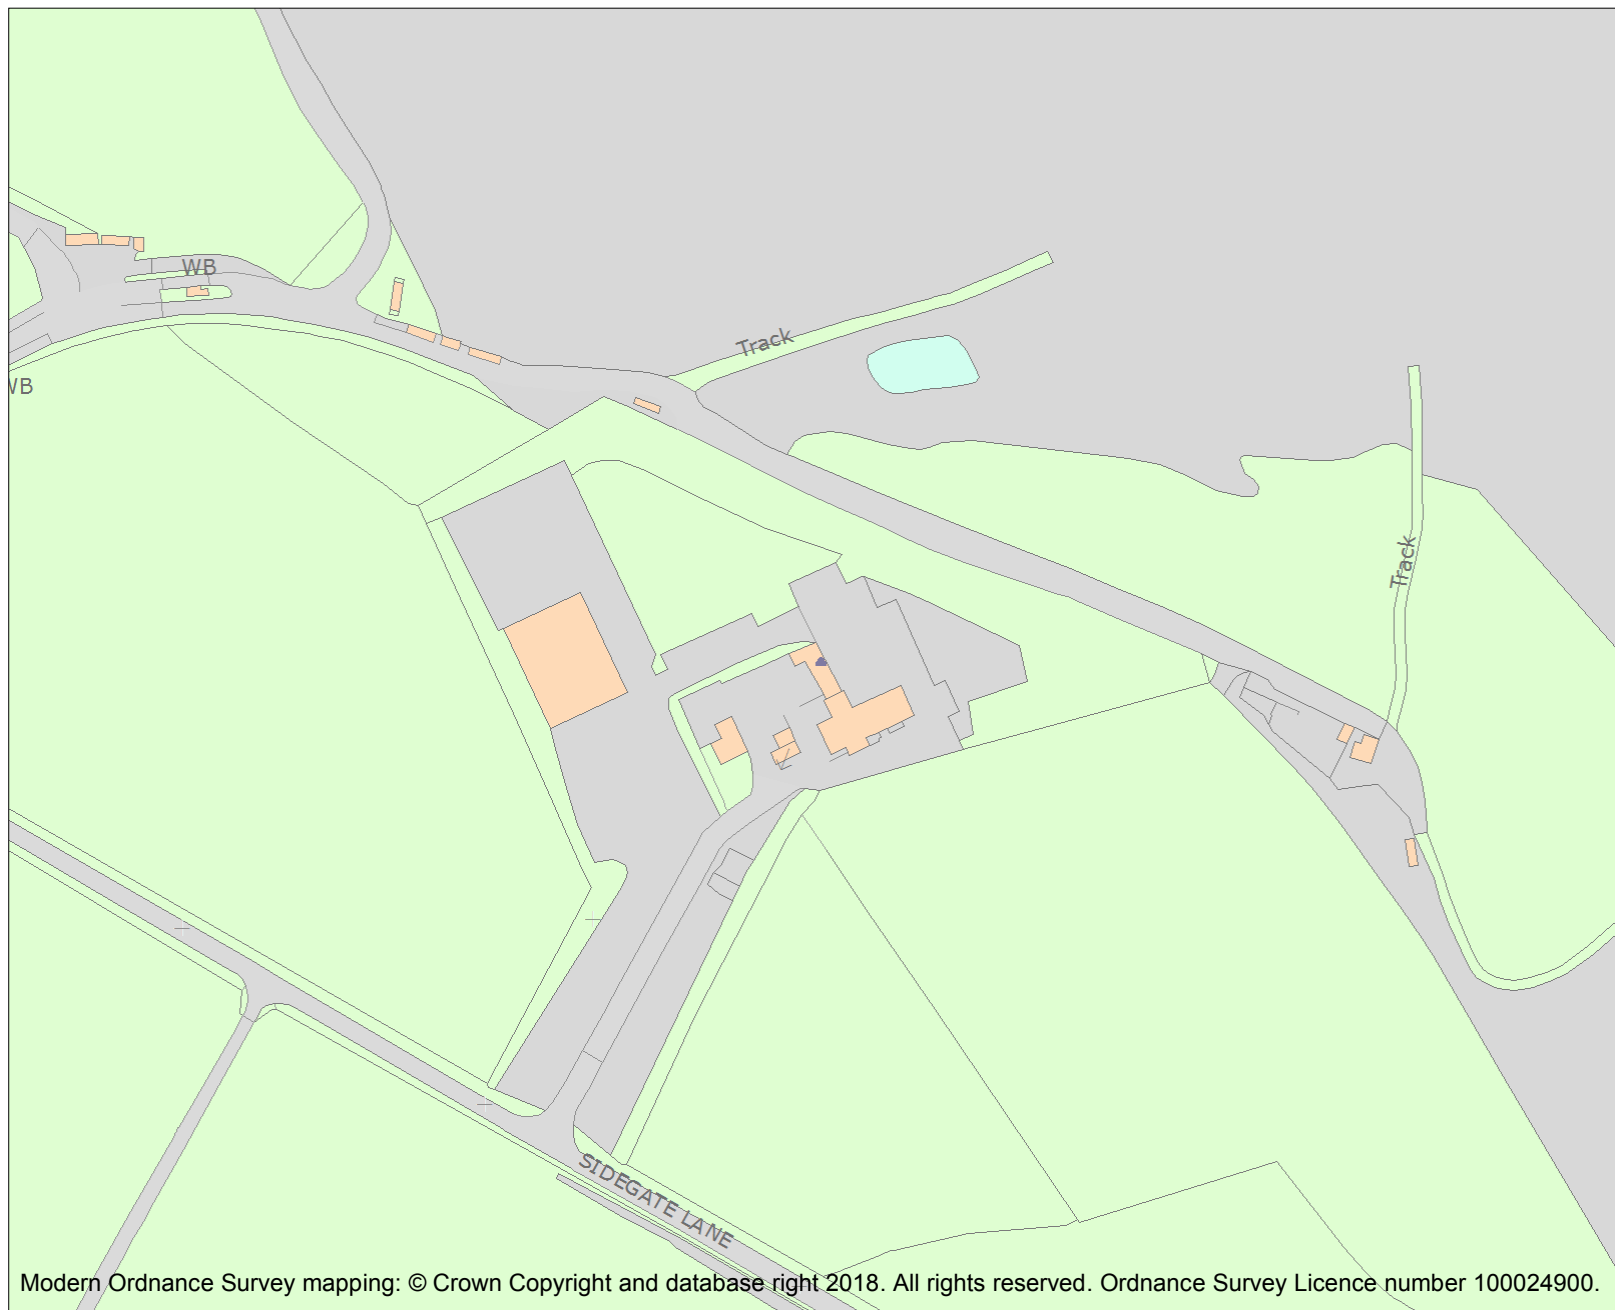 WB
Track
WB
Track
SIDEGATE LANE
Modern Ordnance Survey mapping: © Crown Copyright and database right 2018. All rights reserved. Ordnance Survey Licence number 100024900.